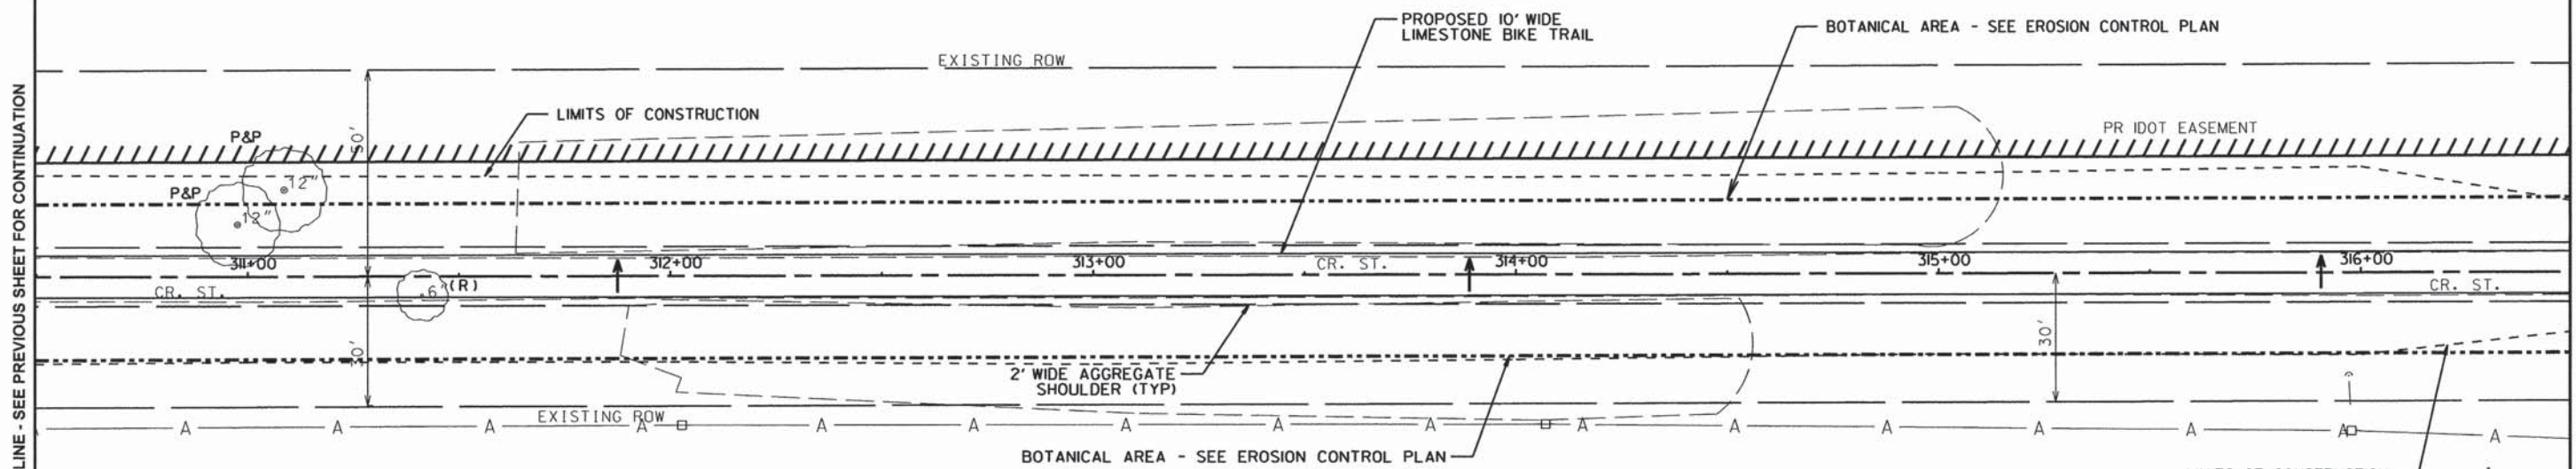 PROPOSED 10' WIDE
LIMESTONE BIKE TRAIL
BOTANICAL AREA - SEE EROSION CONTROL PLAN
EXISTING ROW
LIMITS OF CONSTRUCTION
PR IDOT EASEMENT
P&P
50'
12"
P&P
12"
311+00
312+00
313+00
CR. ST.
314+00
315+00
316+00
CR. ST.
6"
(R)
CR. ST.
30'
30'
2' WIDE AGGREGATE
SHOULDER (TYP)
EXISTING ROW
A A A A A A A A A A A A A A A A
BOTANICAL AREA - SEE EROSION CONTROL PLAN
LINE - SEE PREVIOUS SHEET FOR CONTINUATION